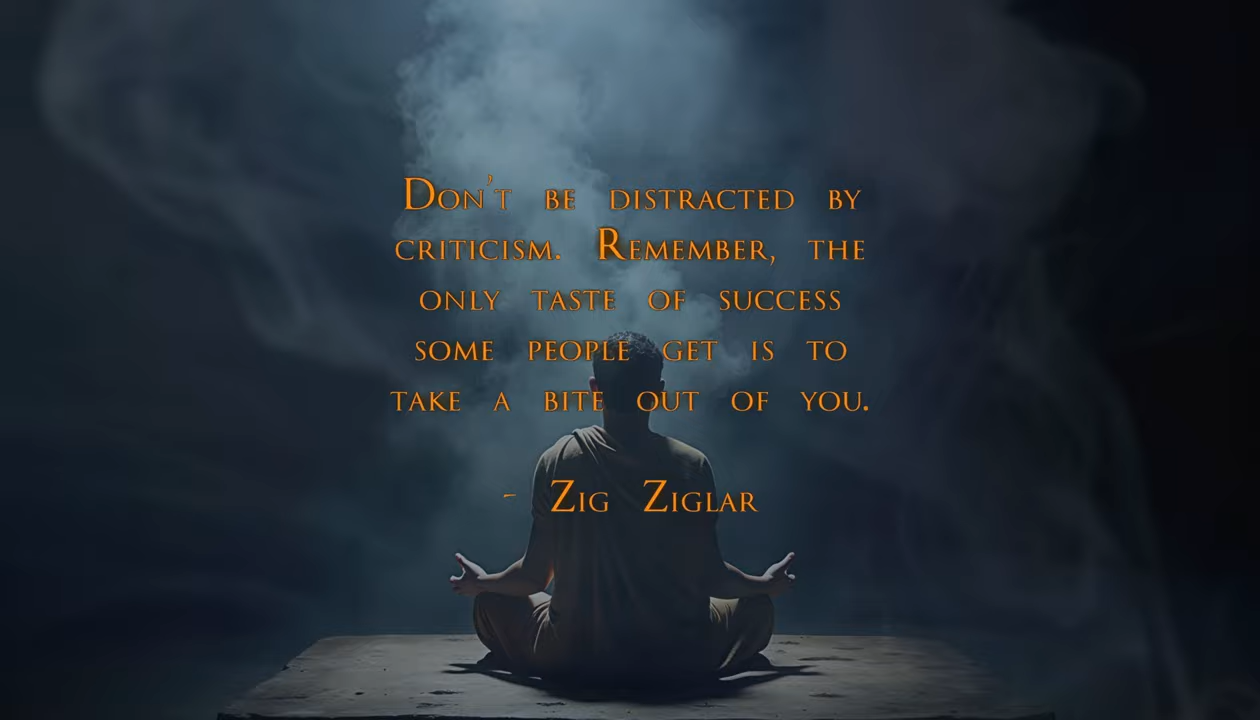 Don't be distracted by
criticism. Remember, the
only taste of success
some people get is to
take a bite out of you.
- Zig Ziglar